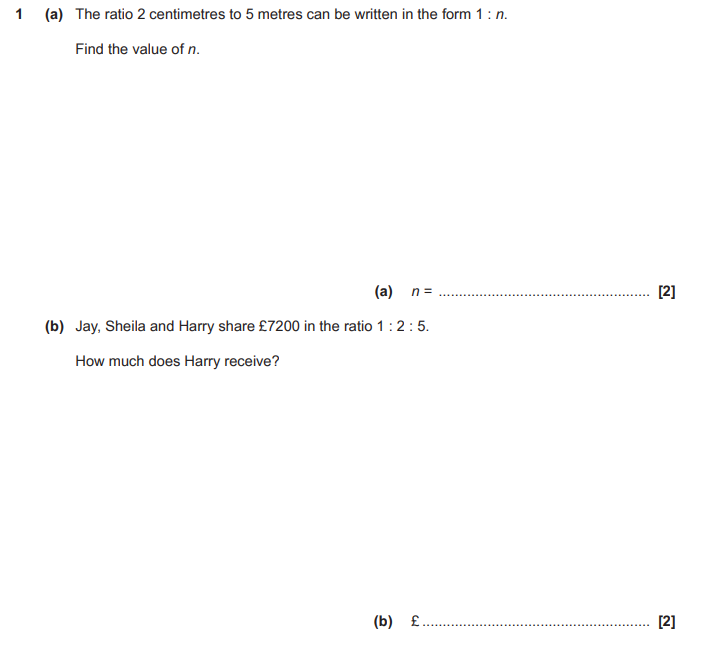 1 (a) The ratio 2 centimetres to 5 metres can be written in the form 1 : n.
Find the value of n.
(a) n = ..................................................... [2]
(b) Jay, Sheila and Harry share £7200 in the ratio 1 : 2 : 5.
How much does Harry receive?
(b) £ ......................................................... [2]